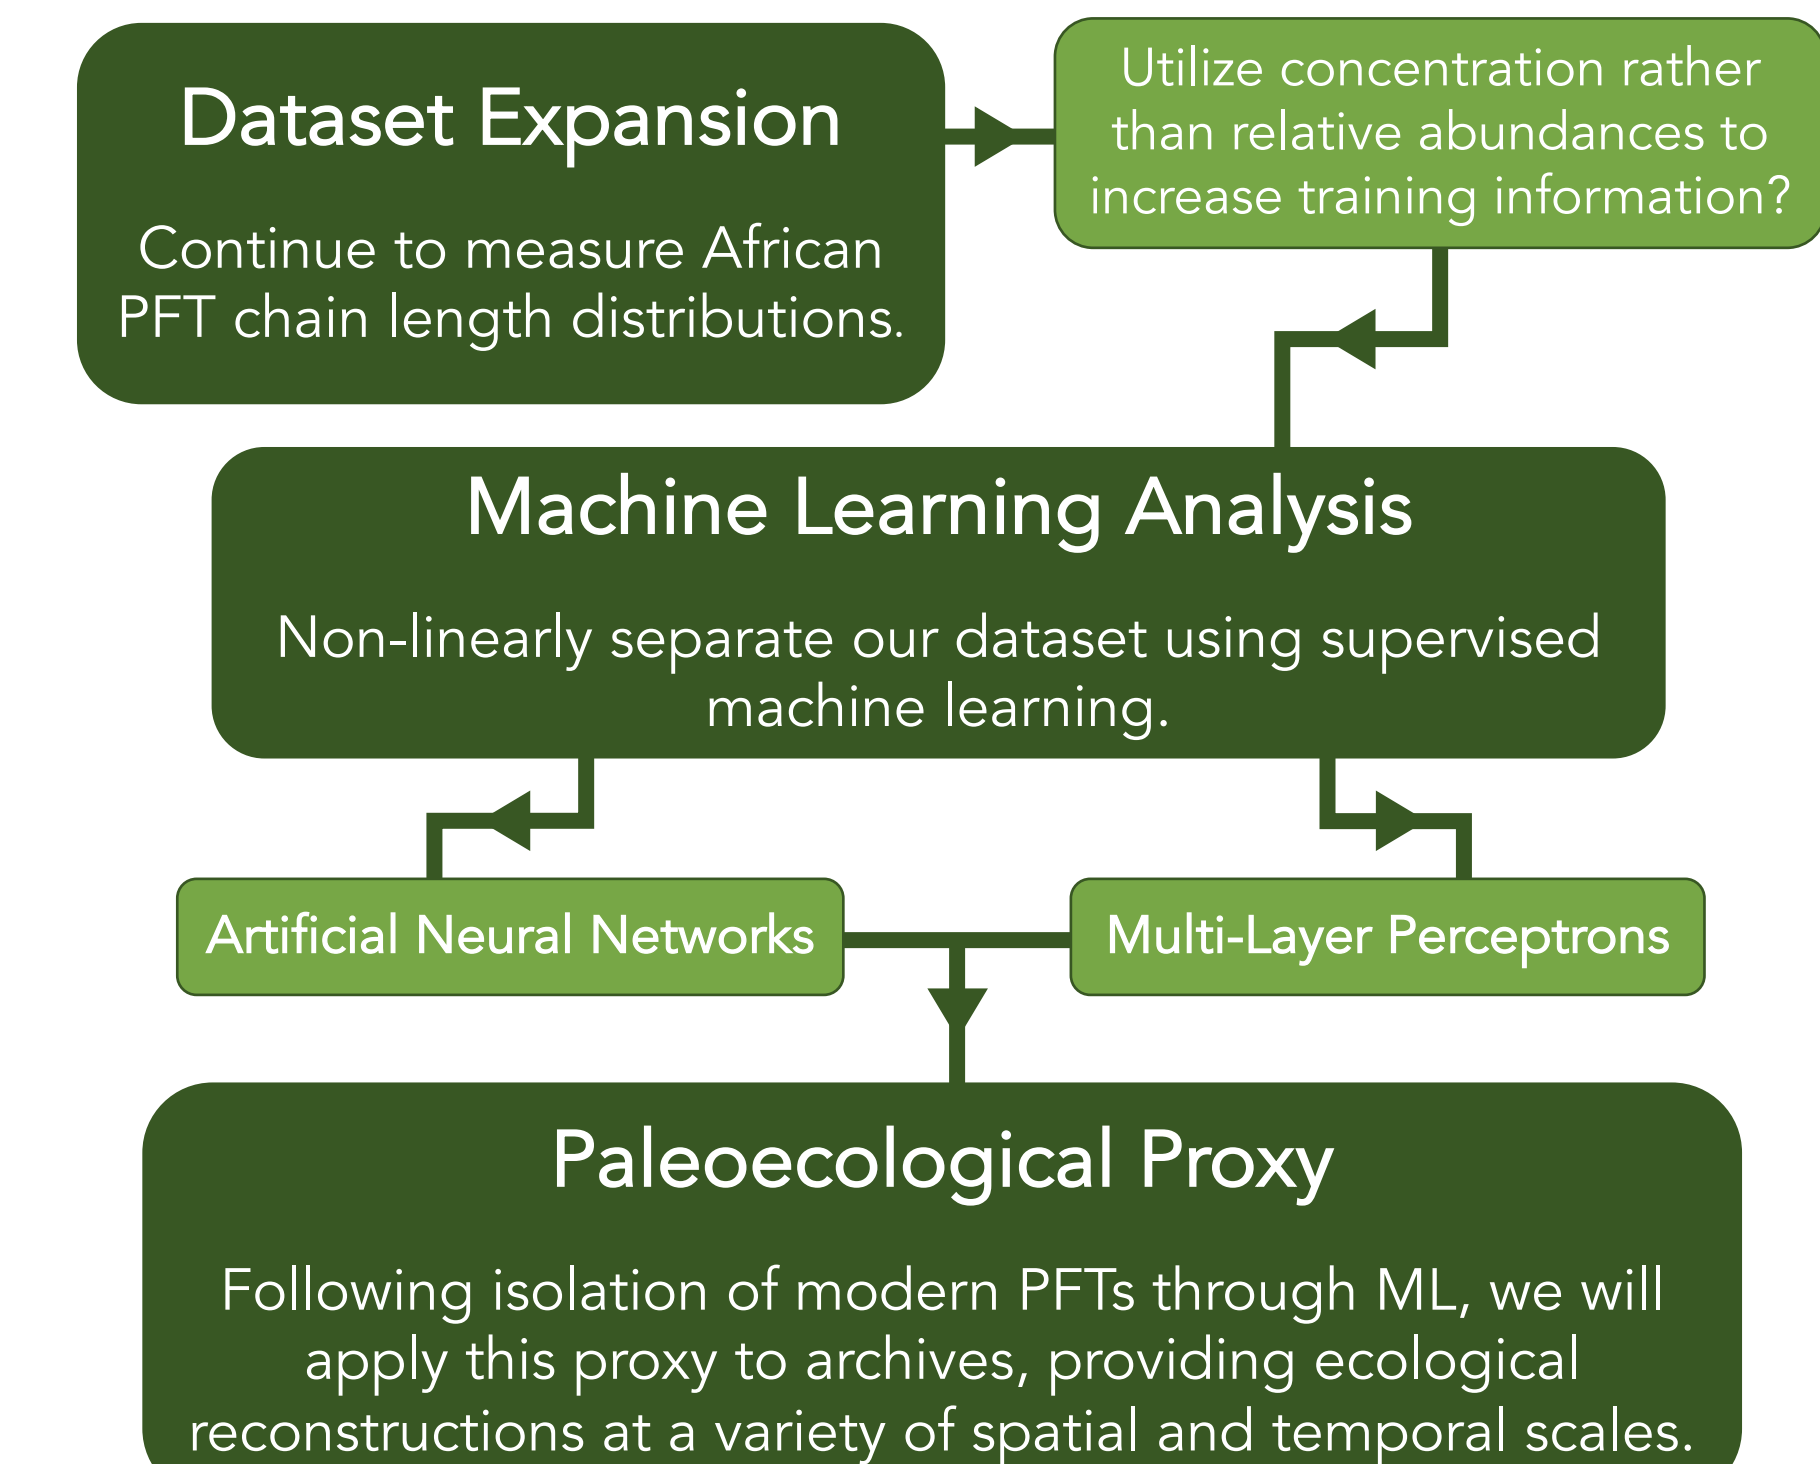 Dataset Expansion
Continue to measure African
PFT chain length distributions.
Utilize concentration rather
than relative abundances to
increase training information?
Machine Learning Analysis
Non-linearly separate our dataset using supervised
machine learning.
Artificial Neural Networks
Multi-Layer Perceptrons
Paleoecological Proxy
Following isolation of modern PFTs through ML, we will
apply this proxy to archives, providing ecological
reconstructions at a variety of spatial and temporal scales.